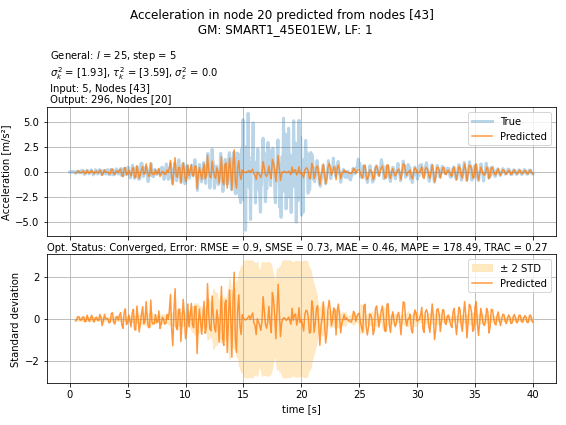 Acceleration in node 20 predicted from nodes [43]
GM: SMART1_45E01EW, LF: 1
General: l = 25, step = 5
σ²ₖ = [1.93], τ²ₖ = [3.59], σ²_ε = 0.0
Input: 5, Nodes [43]
Output: 296, Nodes [20]
Acceleration [m/s²]
5.0
2.5
0.0
−2.5
−5.0
True
Predicted
Opt. Status: Converged, Error: RMSE = 0.9, SMSE = 0.73, MAE = 0.46, MAPE = 178.49, TRAC = 0.27
Standard deviation
2
0
−2
± 2 STD
Predicted
0 5 10 15 20 25 30 35 40
time [s]